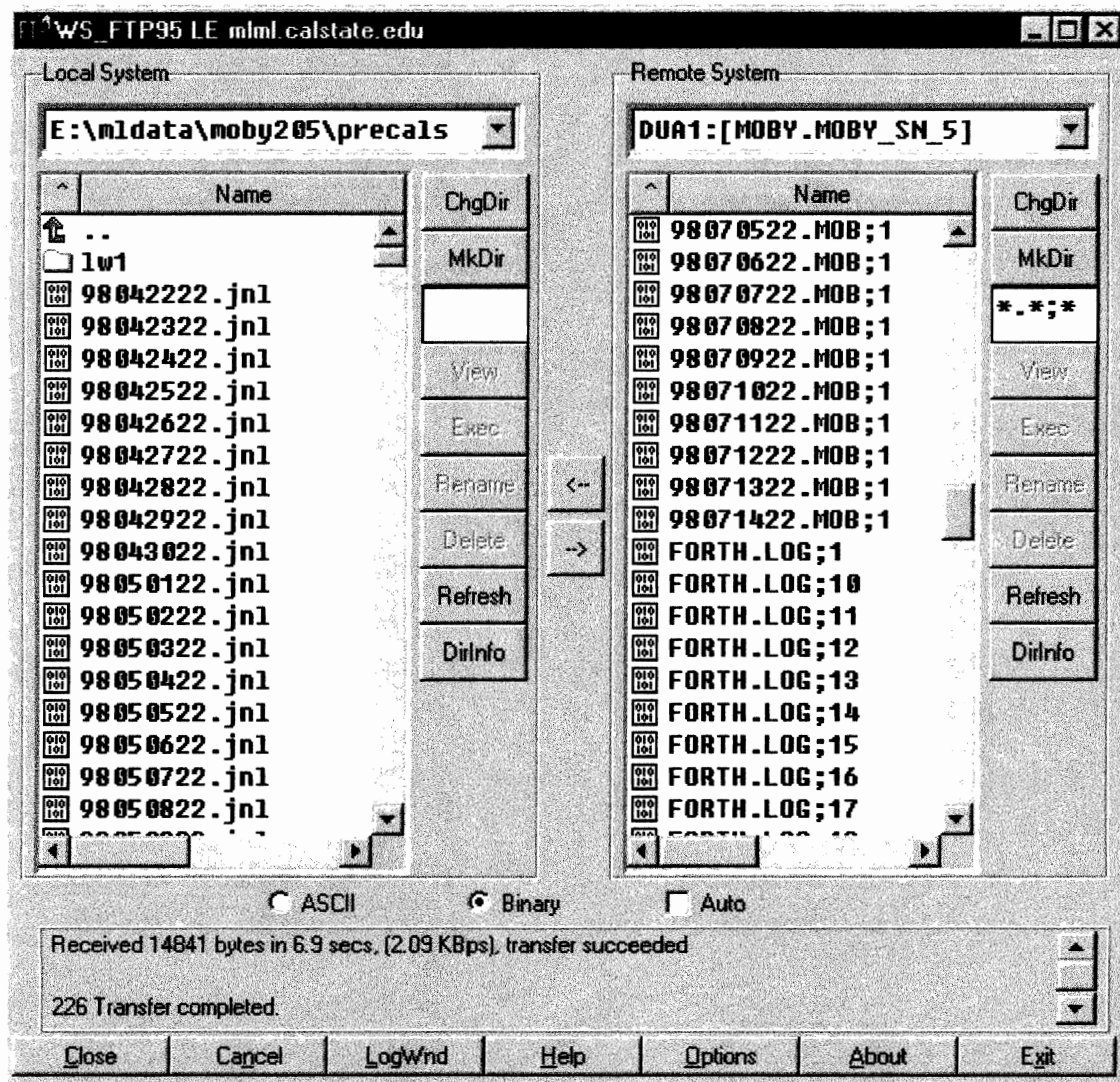 WS_FTP95 LE mlml.calstate.edu
Local System
E:\mldata\moby205\precals
^ Name
..
lw1
98042222.jnl
98042322.jnl
98042422.jnl
98042522.jnl
98042622.jnl
98042722.jnl
98042822.jnl
98042922.jnl
98043022.jnl
98050122.jnl
98050222.jnl
98050322.jnl
98050422.jnl
98050522.jnl
98050622.jnl
98050722.jnl
98050822.jnl
ChgDir
MkDir
View
Exec
Rename
Delete
Refresh
DirInfo
<--
-->
Remote System
DUA1:[MOBY.MOBY_SN_5]
^ Name
98070522.MOB;1
98070622.MOB;1
98070722.MOB;1
98070822.MOB;1
98070922.MOB;1
98071022.MOB;1
98071122.MOB;1
98071222.MOB;1
98071322.MOB;1
98071422.MOB;1
FORTH.LOG;1
FORTH.LOG;10
FORTH.LOG;11
FORTH.LOG;12
FORTH.LOG;13
FORTH.LOG;14
FORTH.LOG;15
FORTH.LOG;16
FORTH.LOG;17
ChgDir
MkDir
*.*;*
View
Exec
Rename
Delete
Refresh
DirInfo
ASCII Binary Auto
Received 14841 bytes in 6.9 secs, (2.09 KBps), transfer succeeded
226 Transfer completed.
Close Cancel LogWnd Help Options About Exit